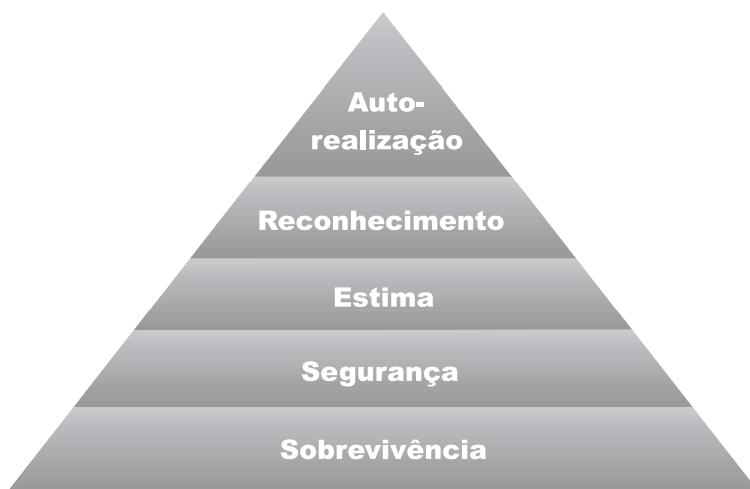 Auto-
realização
Reconhecimento
Estima
Segurança
Sobrevivência